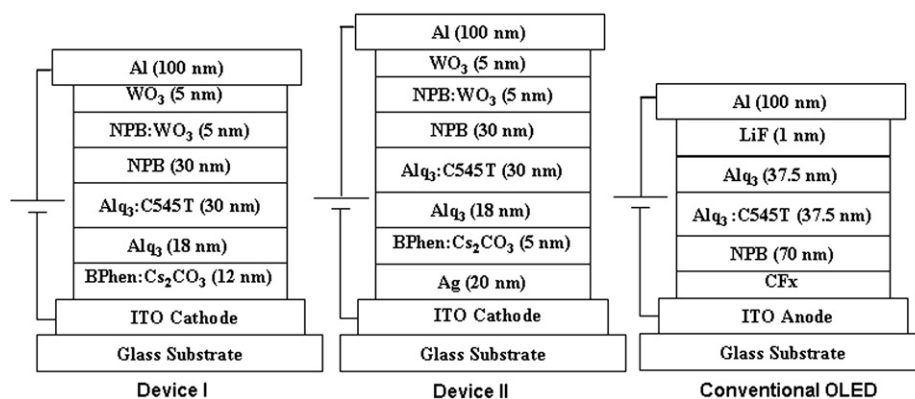 Al (100 nm)
WO₃ (5 nm)
NPB:WO₃ (5 nm)
NPB (30 nm)
Alq₃:C545T (30 nm)
Alq₃ (18 nm)
BPhen:Cs₂CO₃ (12 nm)
ITO Cathode
Glass Substrate
Device I
Al (100 nm)
WO₃ (5 nm)
NPB:WO₃ (5 nm)
NPB (30 nm)
Alq₃:C545T (30 nm)
Alq₃ (18 nm)
BPhen:Cs₂CO₃ (5 nm)
Ag (20 nm)
ITO Cathode
Glass Substrate
Device II
Al (100 nm)
LiF (1 nm)
Alq₃ (37.5 nm)
Alq₃:C545T (37.5 nm)
NPB (70 nm)
CFx
ITO Anode
Glass Substrate
Conventional OLED